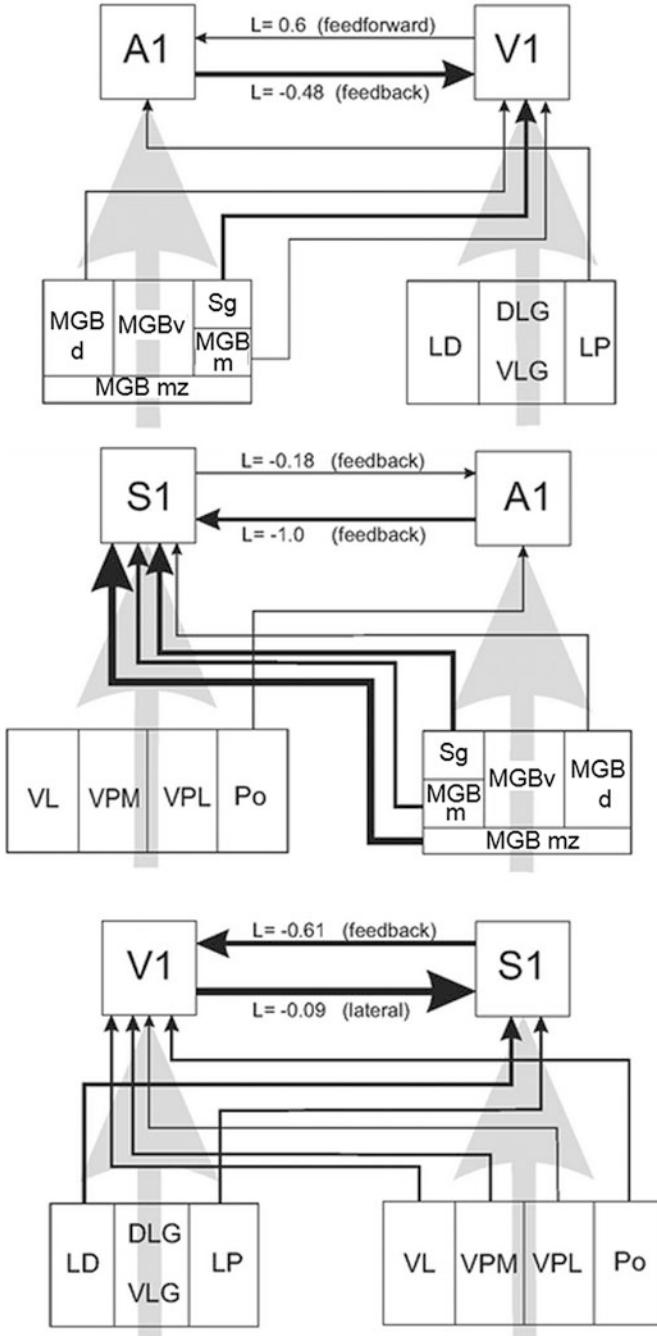 L= 0.6 (feedforward)
A1
V1
L= -0.48 (feedback)
MGB
d
MGBv
Sg
MGB
m
MGB mz
LD
DLG
VLG
LP
L= -0.18 (feedback)
S1
A1
L= -1.0 (feedback)
VL
VPM
VPL
Po
Sg
MGB
m
MGBv
MGB
d
MGB mz
L= -0.61 (feedback)
V1
S1
L= -0.09 (lateral)
LD
DLG
VLG
LP
VL
VPM
VPL
Po